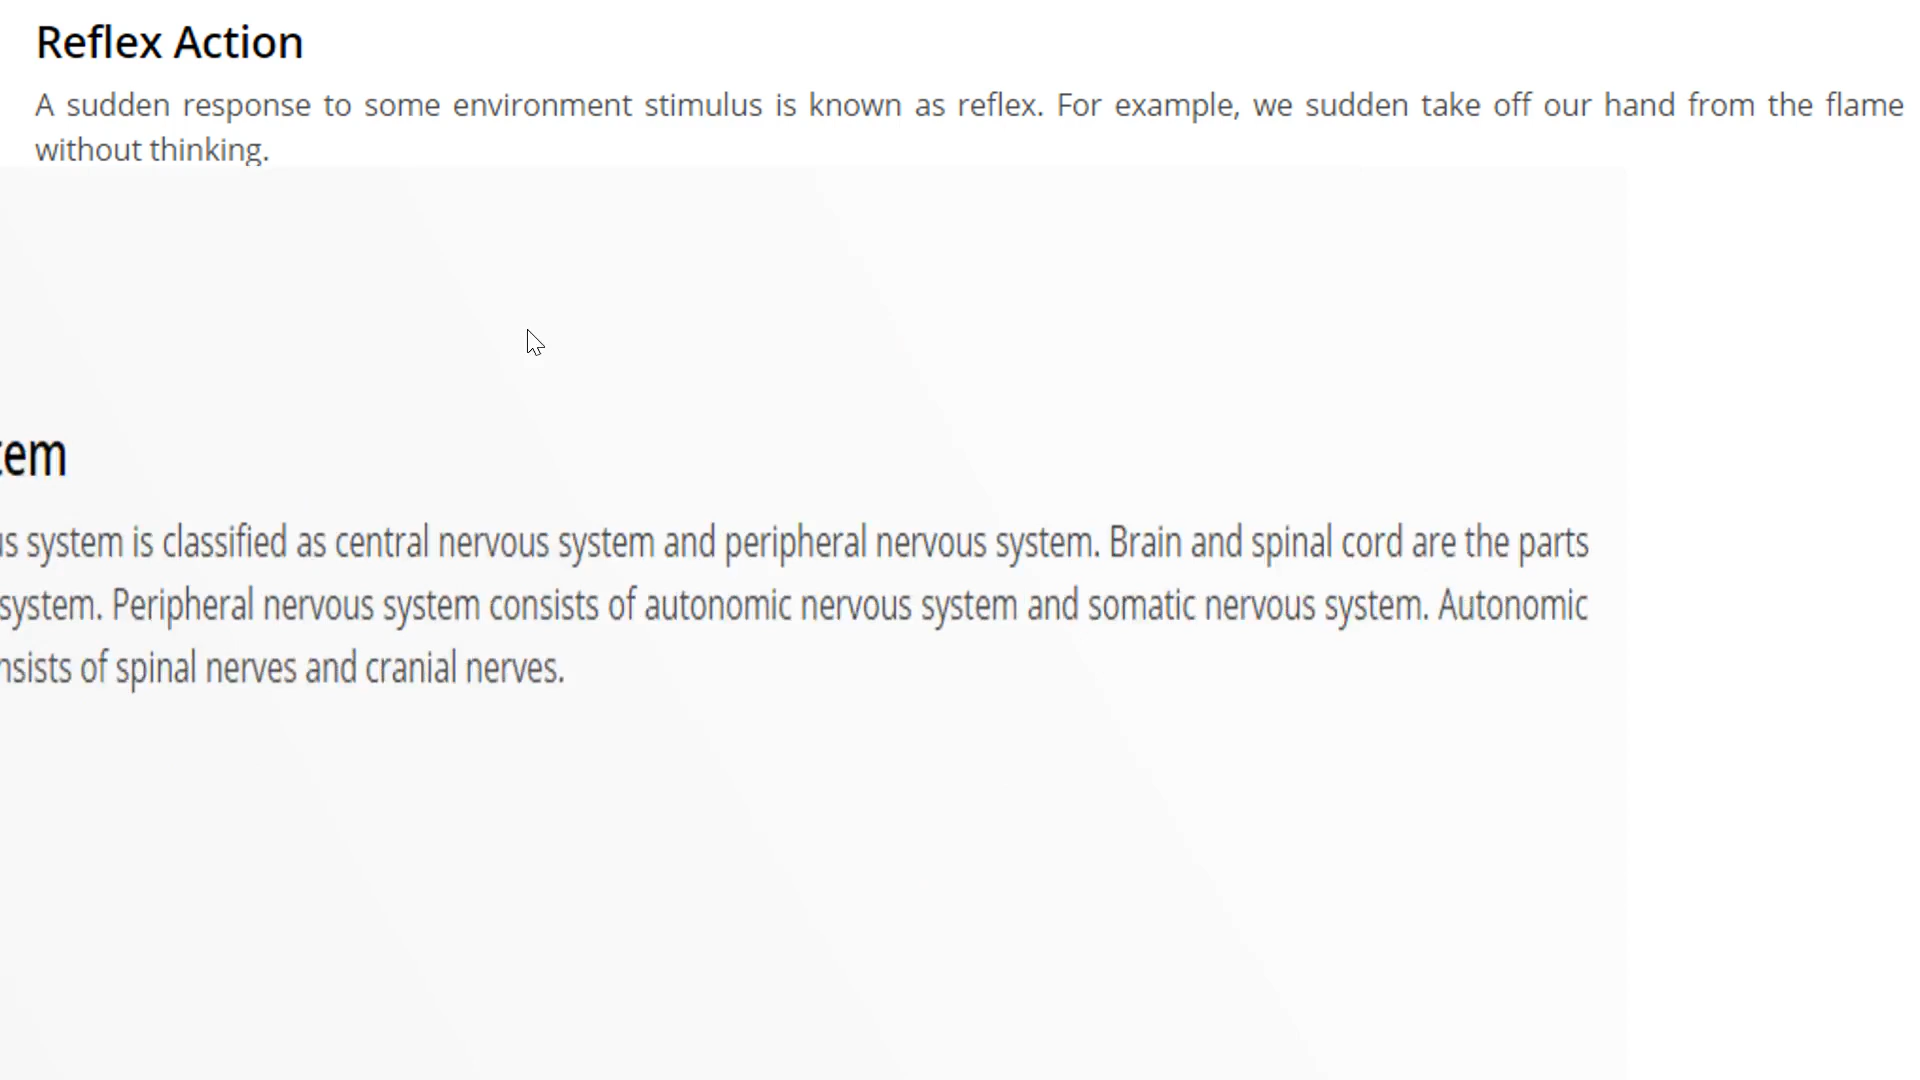 Reflex Action
A sudden response to some environment stimulus is known as reflex. For example, we sudden take off our hand from the flame
without thinking.
system is classified as central nervous system and peripheral nervous system. Brain and spinal cord are the parts
system. Peripheral nervous system consists of autonomic nervous system and somatic nervous system. Autonomic
of spinal nerves and cranial nerves.